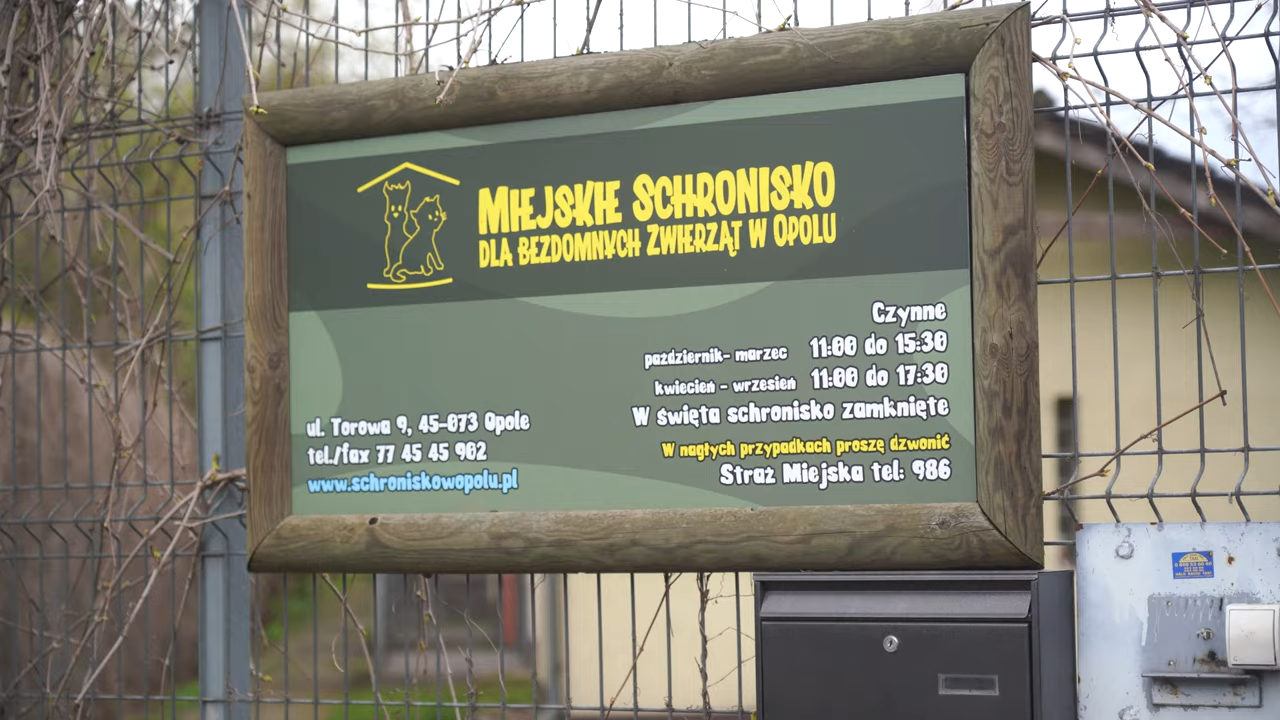 MIEJSKIE SCHRONISKO
DLA BEZDOMNYCH ZWIERZĄT W OPOLU
Czynne
październik- marzec 11:00 do 15:30
kwiecień - wrzesień 11:00 do 17:30
W święta schronisko zamknięte
W nagłych przypadkach proszę dzwonić
Straż Miejska tel: 986
ul. Torowa 9, 45-073 Opole
tel./fax 77 45 45 902
www.schroniskowopolu.pl